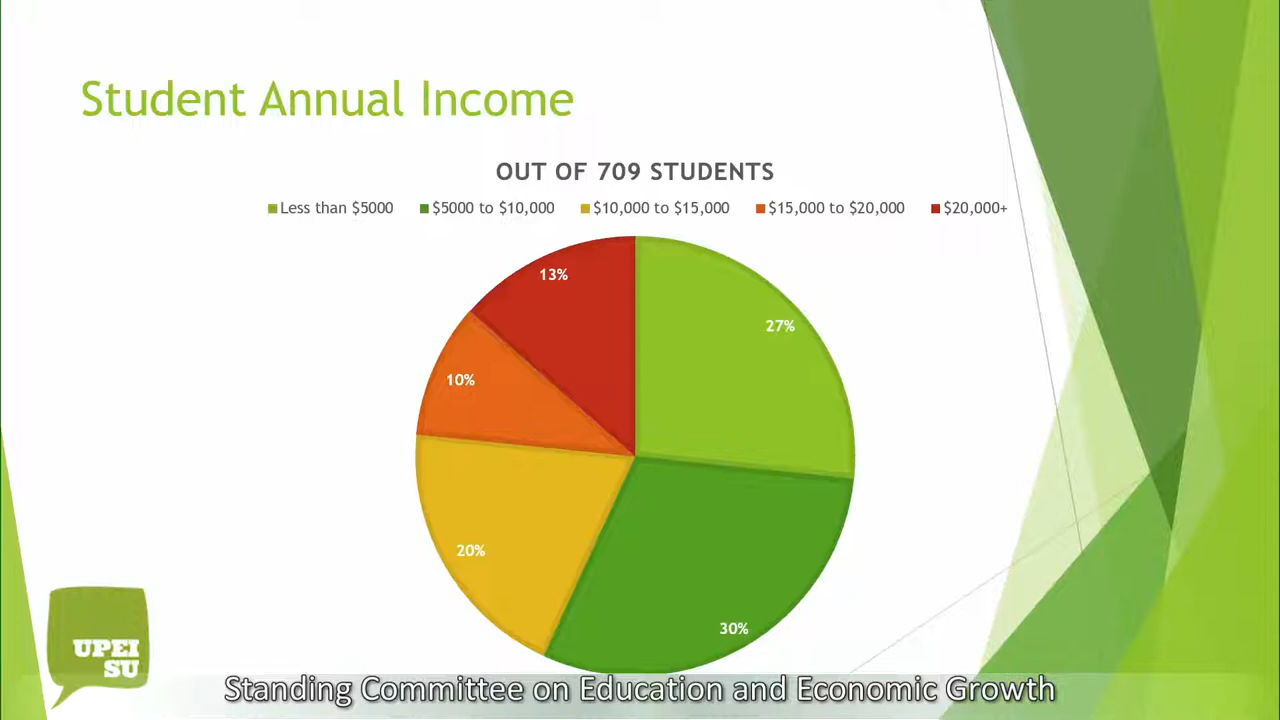 Student Annual Income
OUT OF 709 STUDENTS
Less than $5000 $5000 to $10,000 $10,000 to $15,000 $15,000 to $20,000 $20,000+
13%
27%
10%
20%
30%
UPEI
SU
Standing Committee on Education and Economic Growth